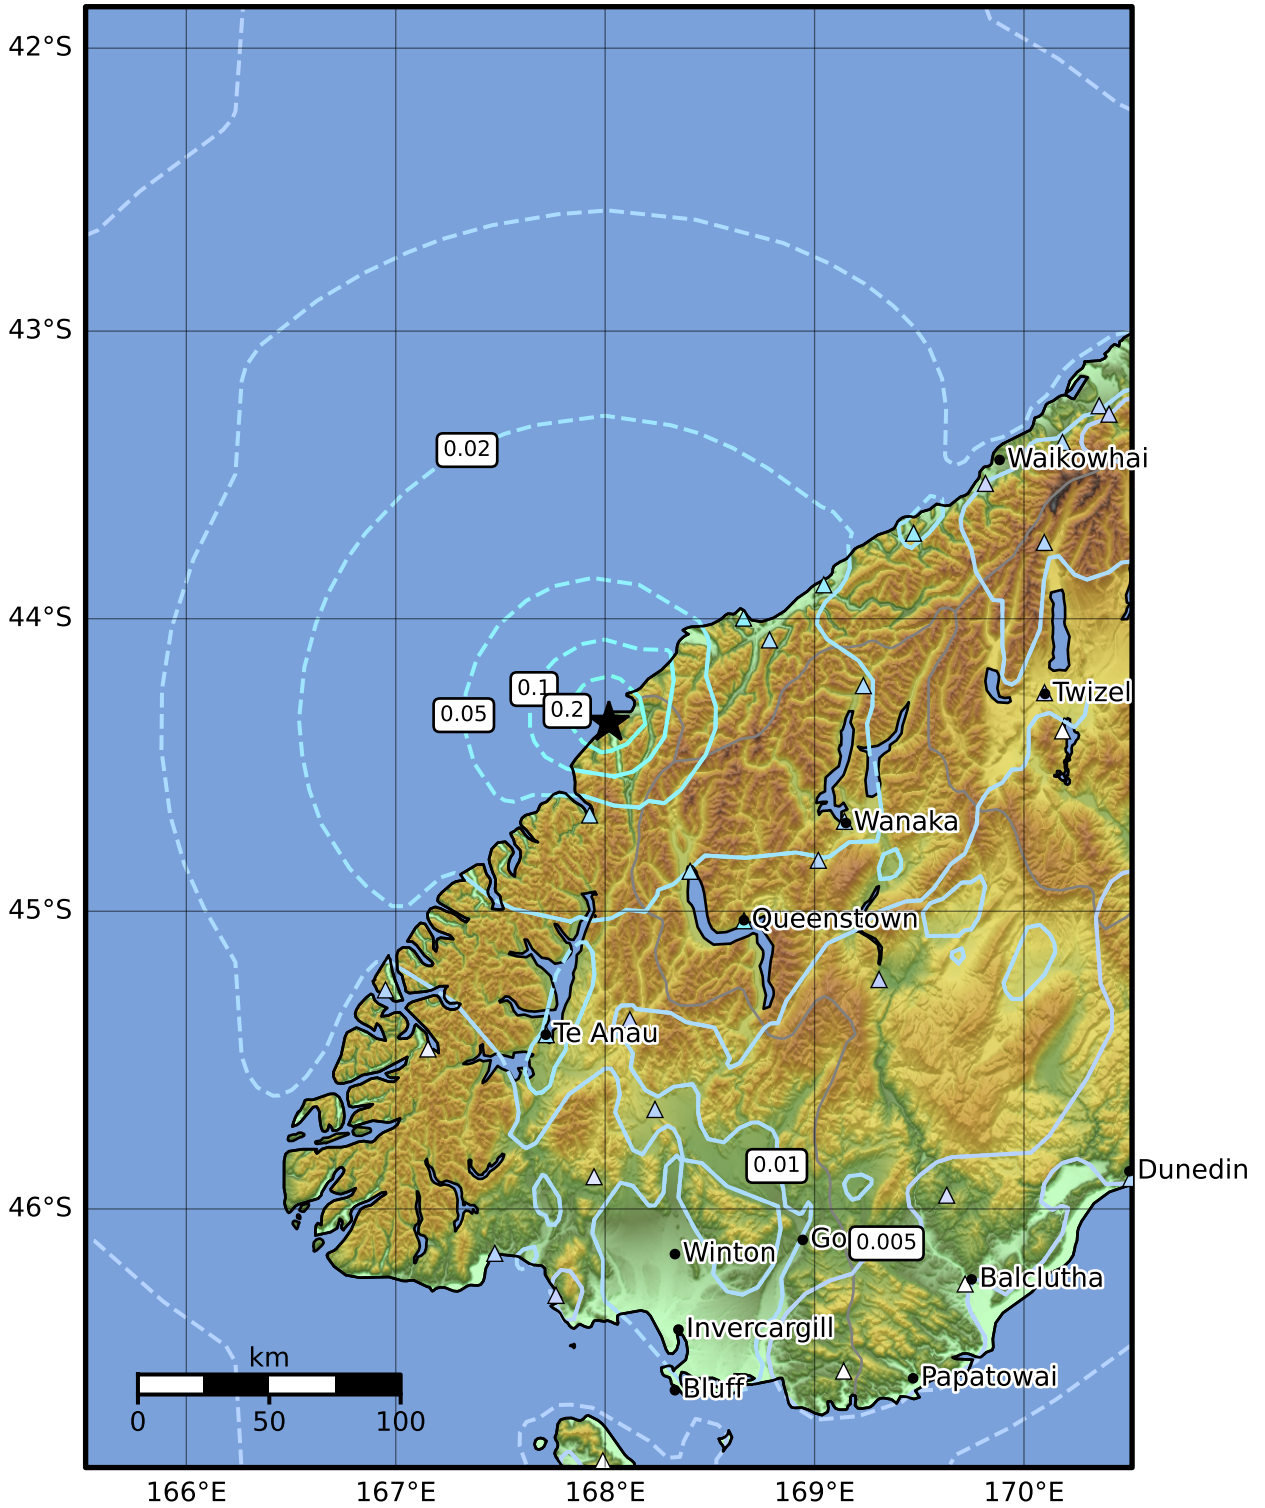 42°S
43°S
Waikowhai
0.02
44°S
0.1
0.2
0.05
Twizel
Wanaka
45°S
Queenstown
Te Anau
0.01
Dunedin
46°S
Go
0.005
Winton
Balclutha
Invercargill
km
Papatowai
Bluff
0 50 100
166°E 167°E 168°E 169°E 170°E